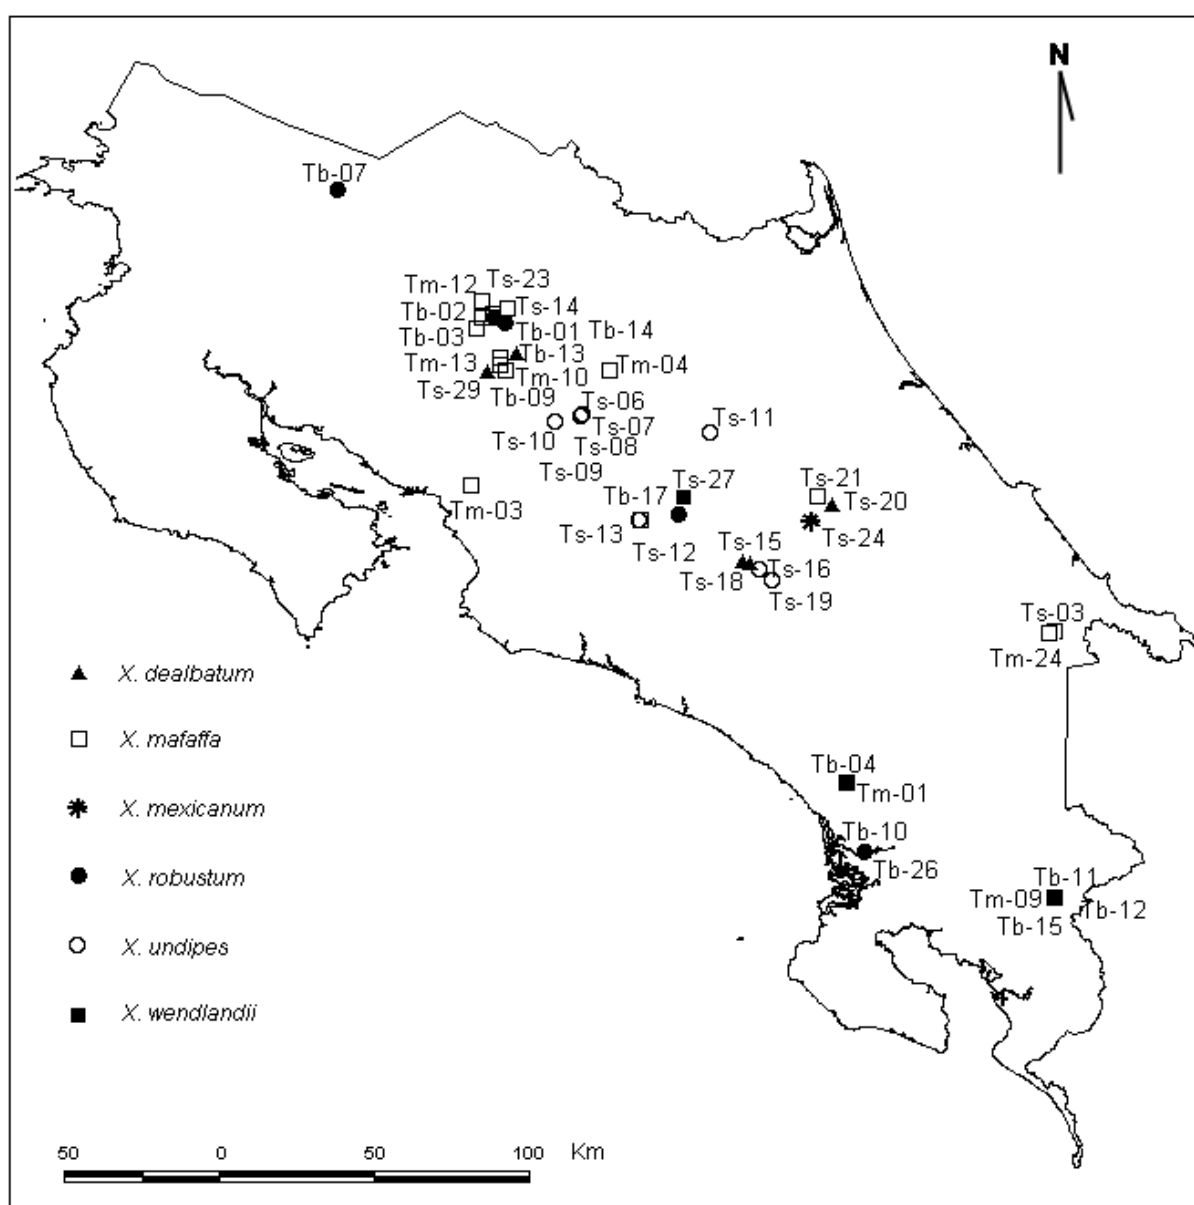 N
Tb-07
Tm-12
Ts-23
Tb-02
Ts-14
Tb-03
Tb-01
Tb-14
Tm-13
Tb-13
Tm-04
Ts-29
Tm-10
Tb-09
Ts-06
Ts-10
Ts-07
Ts-11
Ts-08
Ts-09
Tm-03
Tb-17
Ts-27
Ts-21
Ts-20
Ts-13
Ts-12
Ts-15
Ts-24
Ts-18
Ts-16
Ts-19
Ts-03
Tm-24
X. dealbatum
X. mafaffa
X. mexicanum
X. robustum
X. undipes
X. wendlandii
Tb-04
Tm-01
Tb-10
Tb-26
Tb-11
Tm-09
Tb-12
Tb-15
50 0 50 100 Km